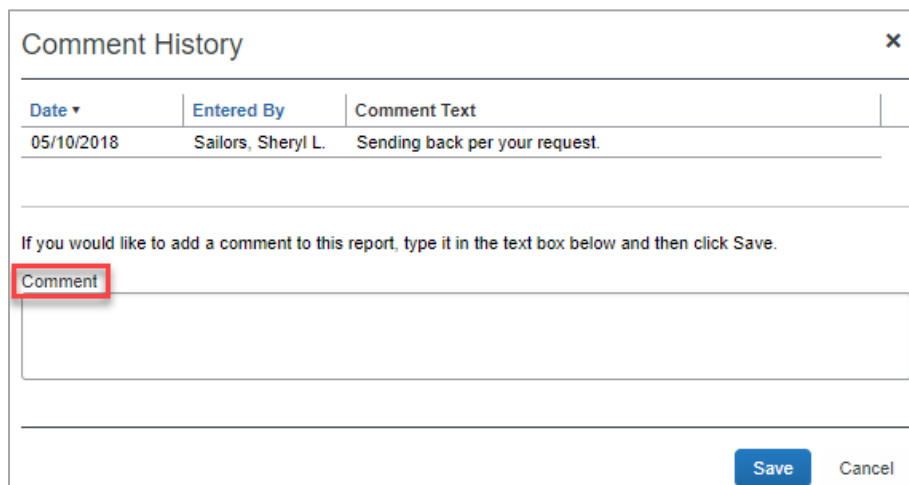 Comment History ×
Date ▾ Entered By Comment Text
05/10/2018 Sailors, Sheryl L. Sending back per your request.
If you would like to add a comment to this report, type it in the text box below and then click Save.
Comment
Save Cancel